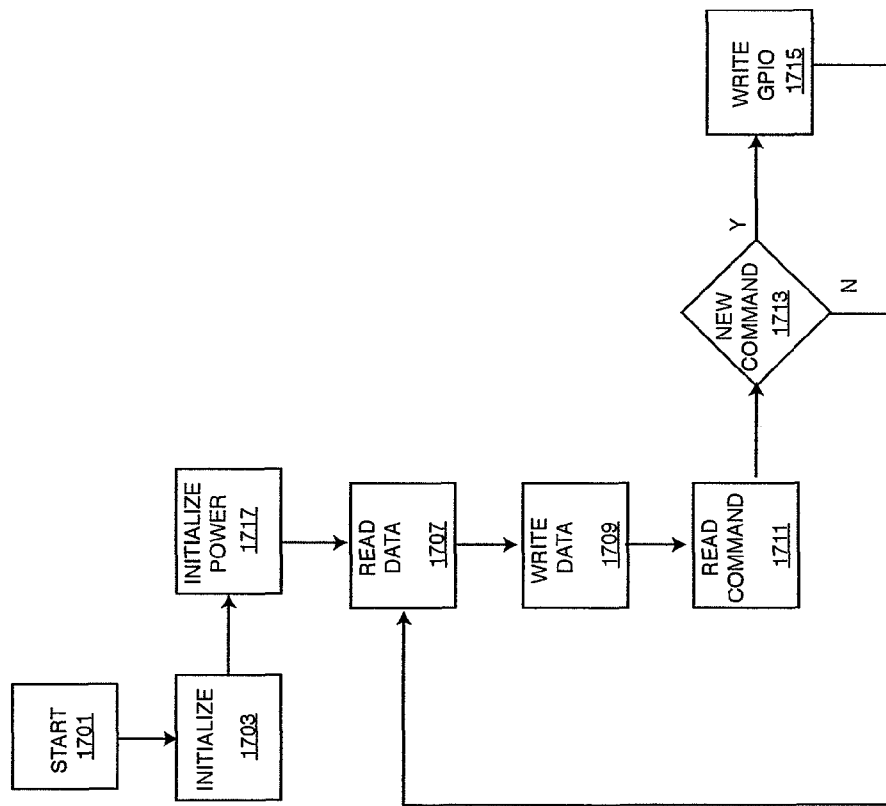 START
1701
INITIALIZE
1703
INITIALIZE
POWER
1717
READ
DATA
1707
WRITE
DATA
1709
READ
COMMAND
1711
NEW
COMMAND
1713
Y
N
WRITE
GPIO
1715